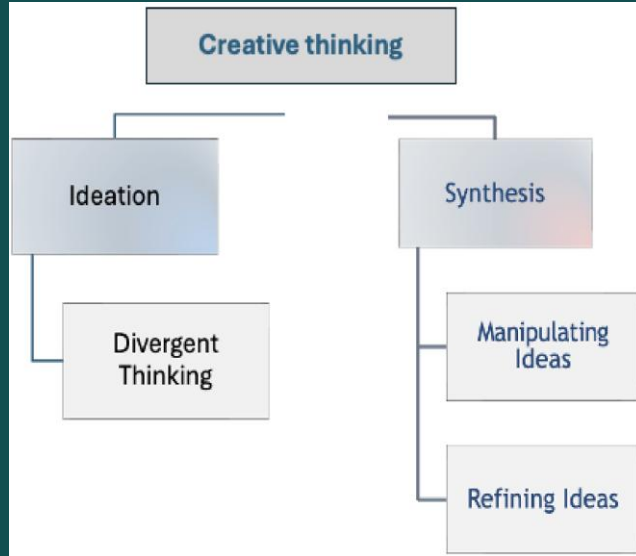 Creative thinking
Ideation
Synthesis
Divergent
Thinking
Manipulating
Ideas
Refining Ideas